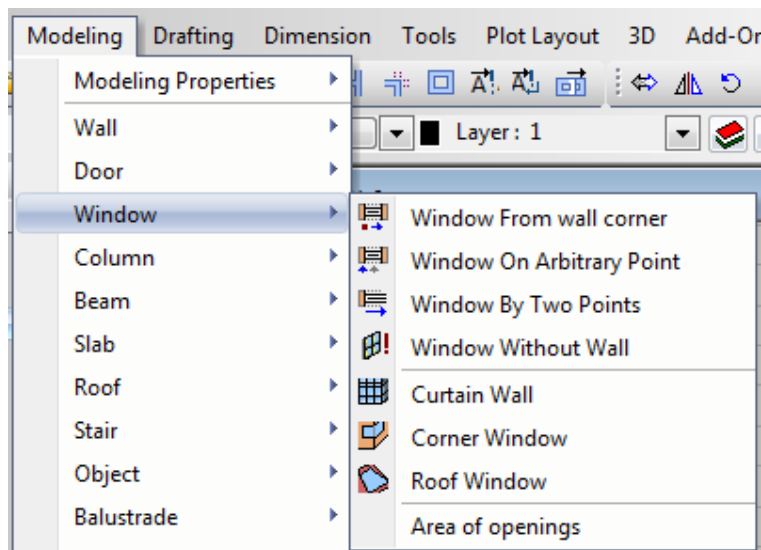 Modeling Drafting Dimension Tools Plot Layout 3D Add-On
Modeling Properties
Wall
Layer : 1
Door
Window
Window From wall corner
Column
Window On Arbitrary Point
Beam
Window By Two Points
Slab
Window Without Wall
Roof
Curtain Wall
Stair
Corner Window
Object
Roof Window
Balustrade
Area of openings